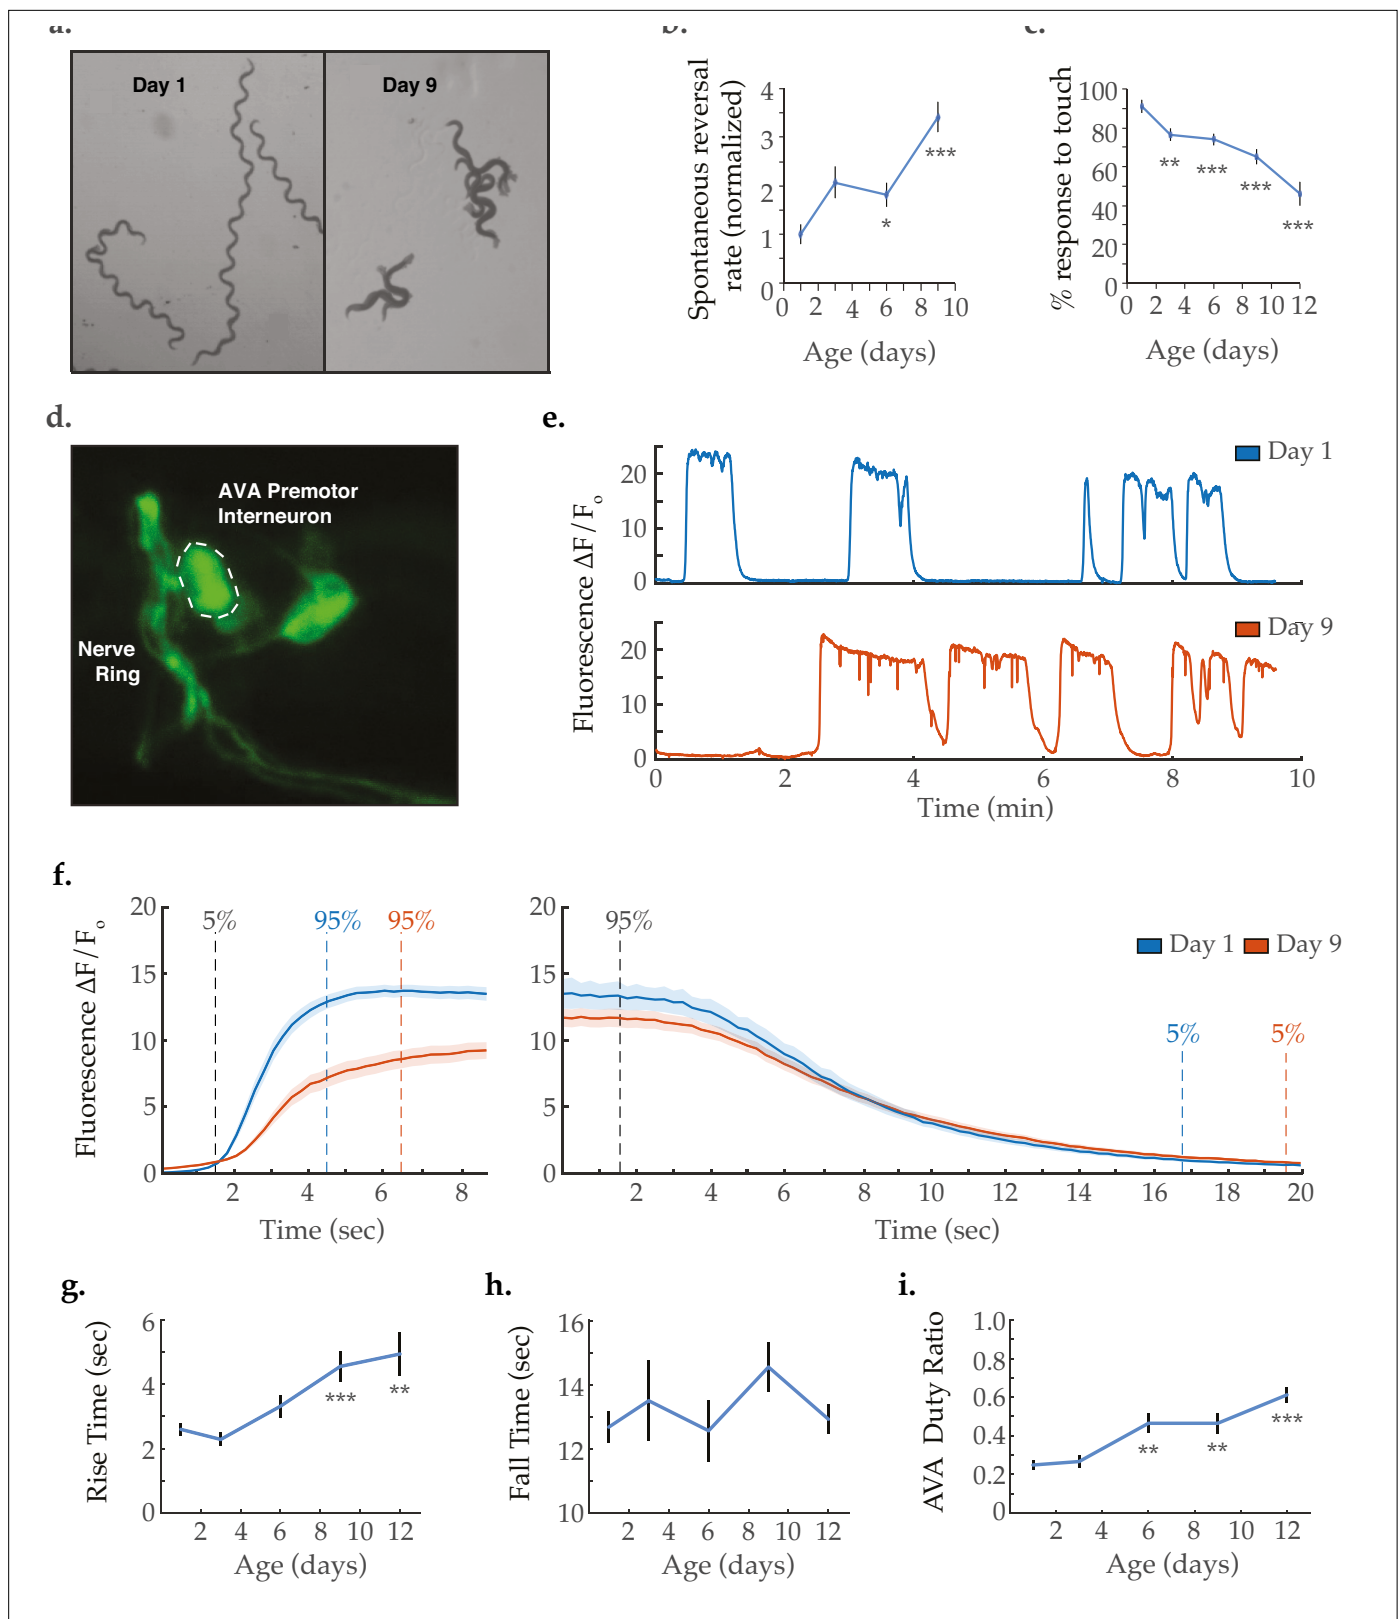 a.
b.
c.
Day 1
Day 9
Spontaneous reversal
rate (normalized)
4
3
2
1
0
***
*
0 2 4 6 8 10
Age (days)
% response to touch
100
80
60
40
20
0
**
***
***
***
0 2 4 6 8 10 12
Age (days)
d.
AVA Premotor
Interneuron
Nerve
Ring
e.
Fluorescence ΔF/Fo
20
10
0
Day 1
Fluorescence ΔF/Fo
20
10
0
Day 9
0 2 4 6 8 10
Time (min)
f.
Fluorescence ΔF/Fo
20
15
10
5
0
5% 95% 95%
2 4 6 8
Time (sec)
20
15
10
5
0
95%
Day 1 Day 9
5% 5%
2 4 6 8 10 12 14 16 18 20
Time (sec)
g.
Rise Time (sec)
6
4
2
0
***
**
2 4 6 8 10 12
Age (days)
h.
Fall Time (sec)
16
14
12
10
2 4 6 8 10 12
Age (days)
i.
AVA Duty Ratio
1.0
0.8
0.6
0.4
0.2
0
**
**
***
2 4 6 8 10 12
Age (days)